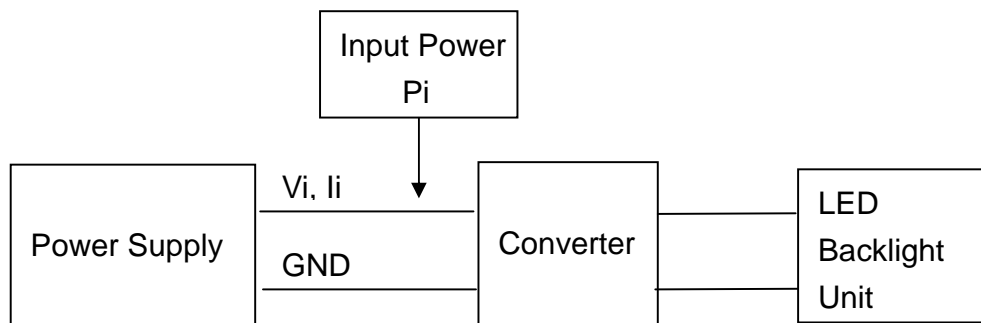 Input Power
Pi
Vi, Ii
Power Supply
GND
Converter
LED
Backlight
Unit